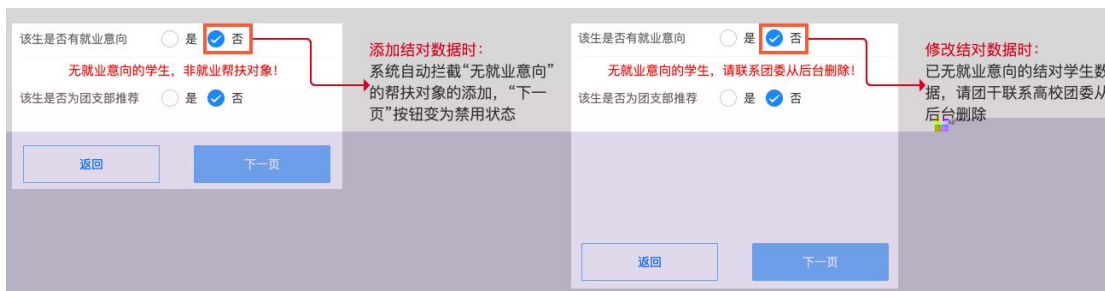 该生是否有就业意向 是 否
无就业意向的学生，非就业帮扶对象！
该生是否为团支部推荐 是 否
返回 下一页
添加结对数据时：
系统自动拦截“无就业意向”
的帮扶对象的添加，“下一
页”按钮变为禁用状态
该生是否有就业意向 是 否
无就业意向的学生，请联系团委从后台删除！
该生是否为团支部推荐 是 否
返回 下一页
修改结对数据时：
已无就业意向的结对学生数
据，请团干联系高校团委从
后台删除